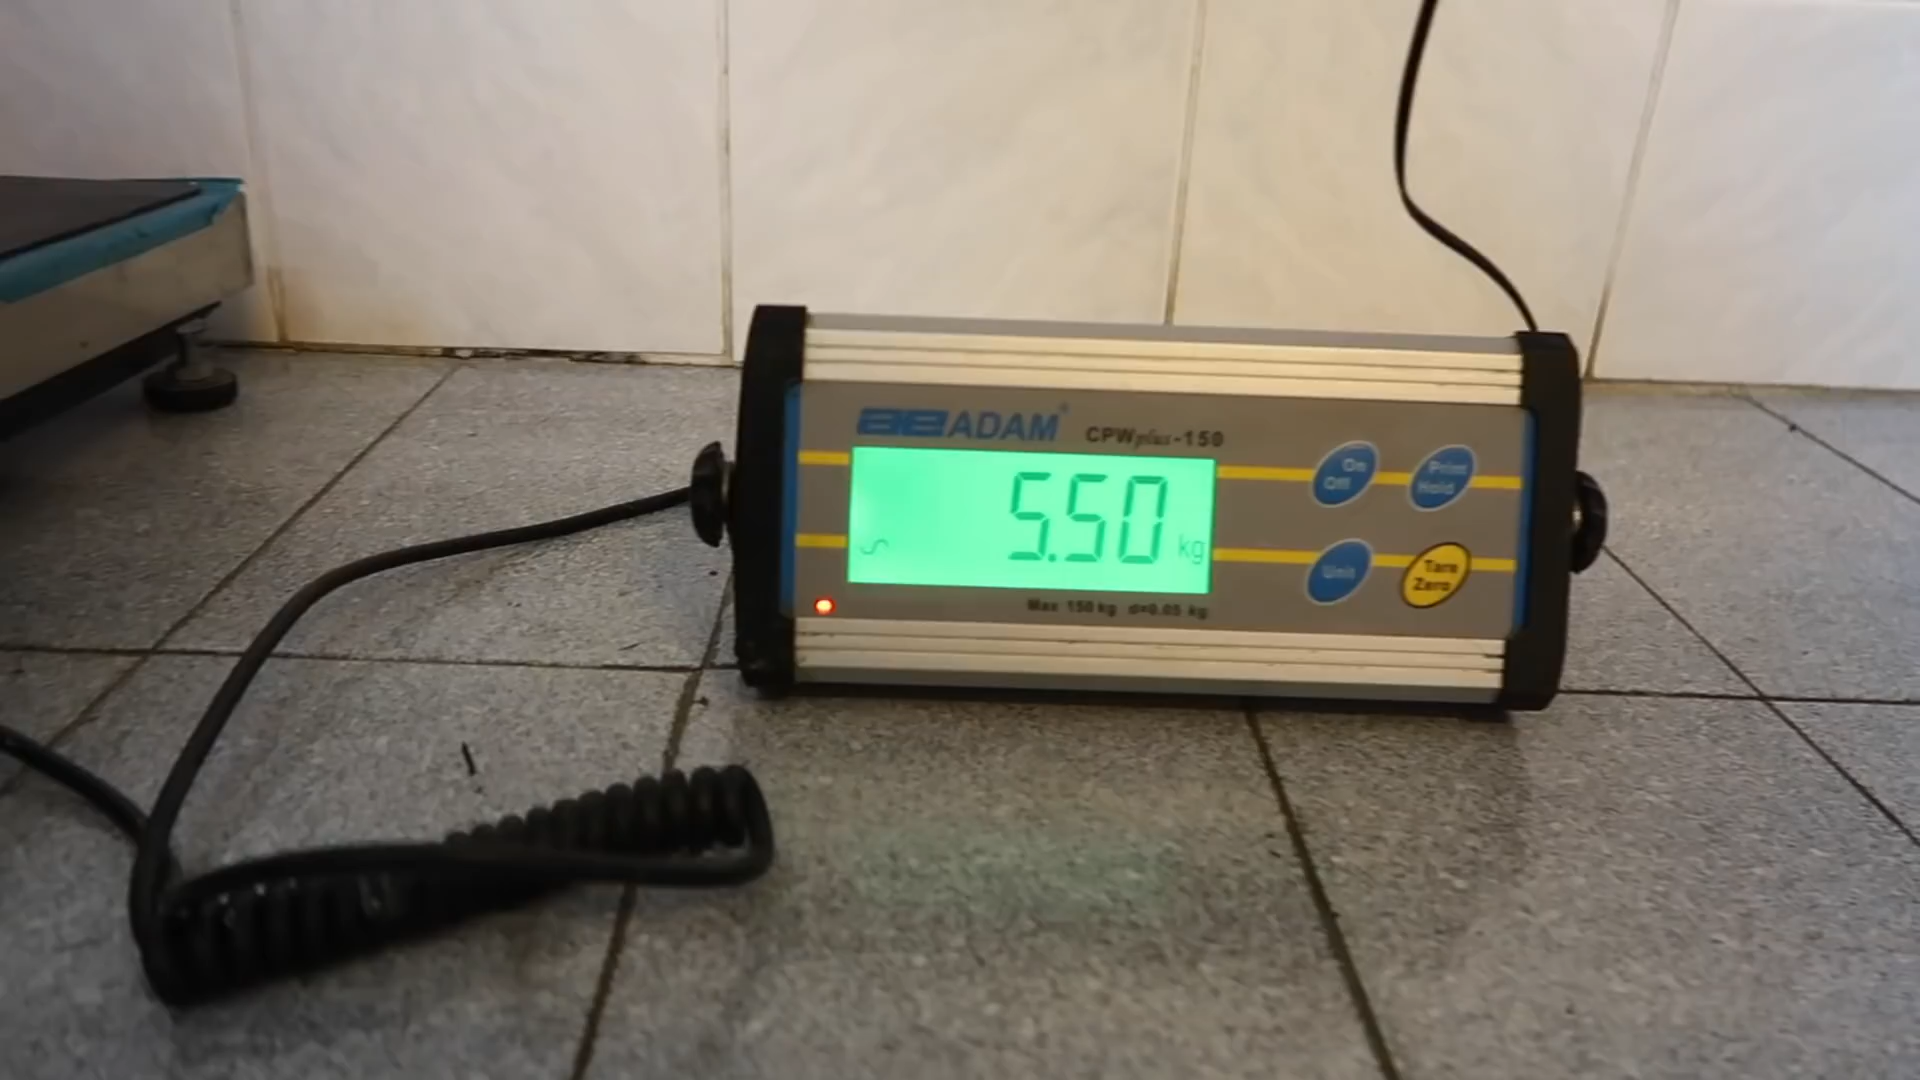 ae ADAM®
CPWplus-150
5.50 kg
Max 150 kg d=0.05 kg
On
Off
Print
Hold
Unit
Tare
Zero